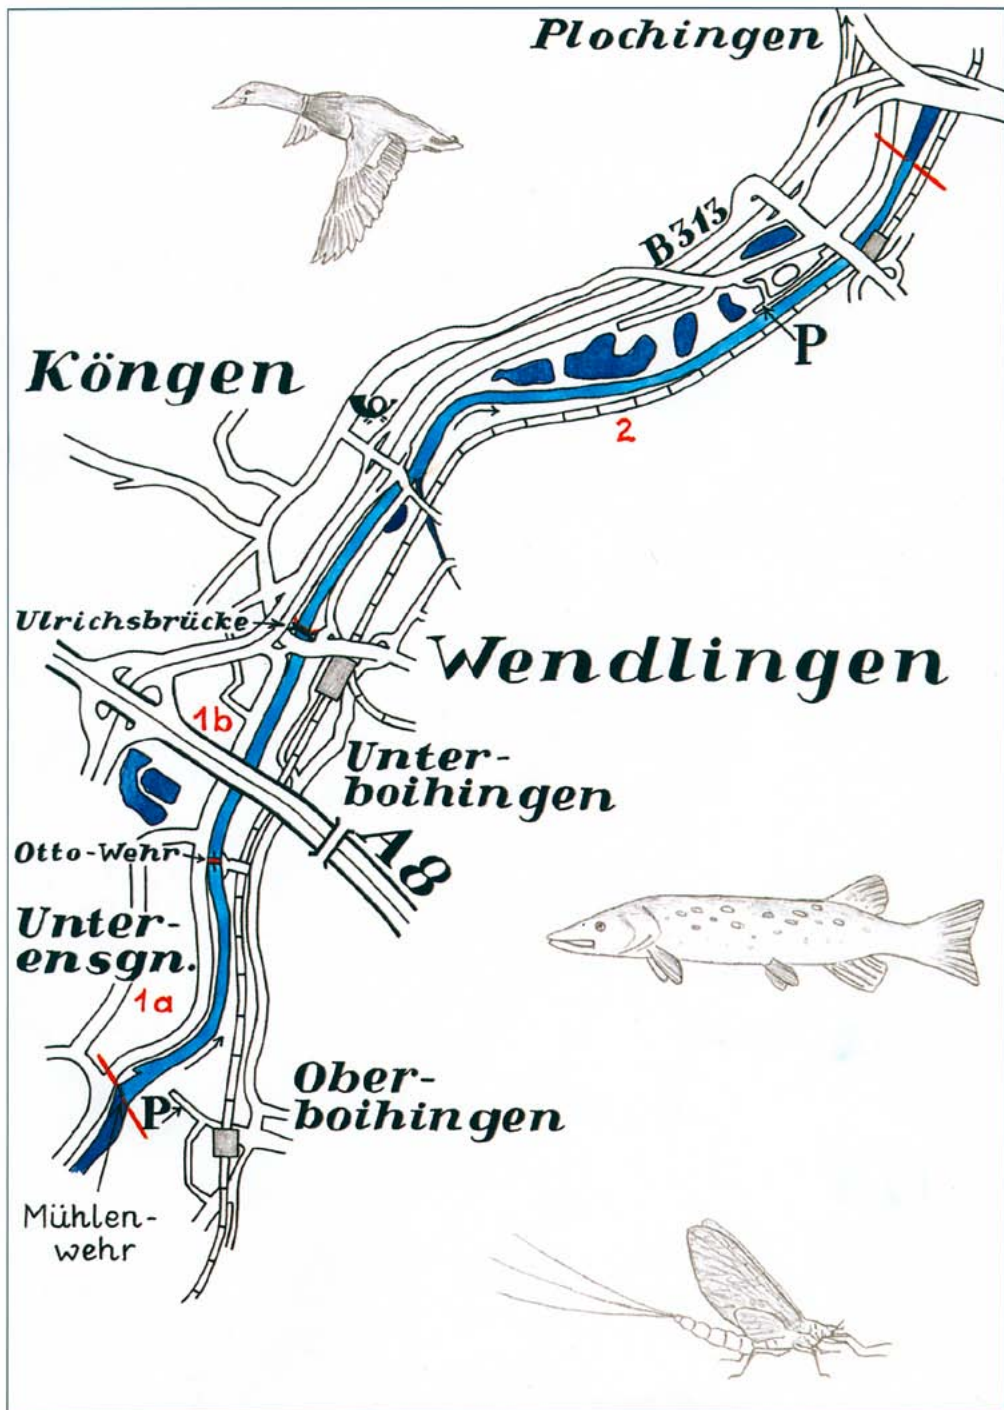 Plochingen
B313
P
Köngen
2
Ulrichsbrücke
Wendlingen
1b
Unter-
boihingen
A8
Otto-Wehr
Unter-
ensgn.
1a
Ober-
boihingen
P
Mühlen-
wehr